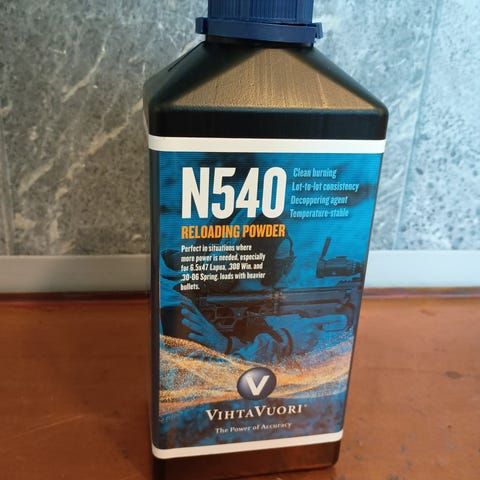 N540
RELOADING POWDER
Clean burning
Lot-to-lot consistency
Decoppering agent
Temperature-stable
Perfect in situations where
more power is needed, especially
for 6.5x47 Lapua, .308 Win. and
.30-06 Spring. loads with heavier
bullets.
V
VIHTAVUORI®
The Power of Accuracy